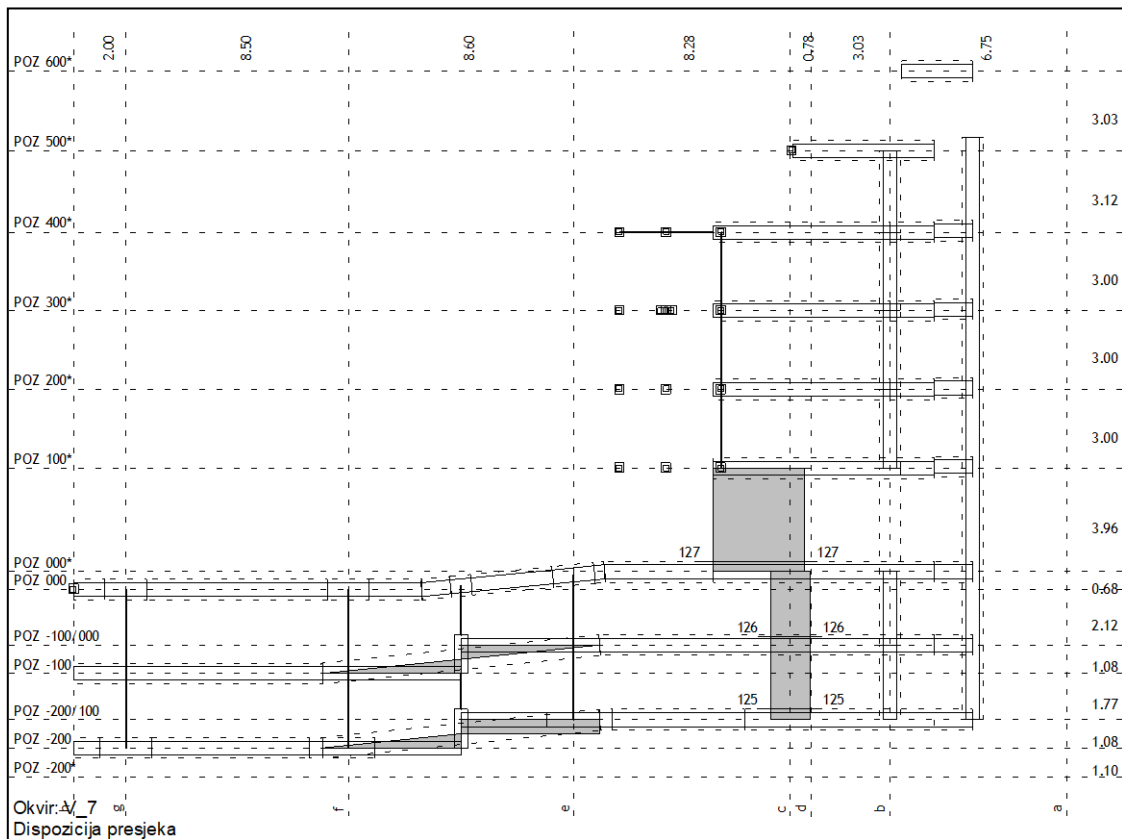 2.00 8.50 8.60 8.28 0.78 3.03 6.75
POZ 600*
3.03
POZ 500*
3.12
POZ 400*
3.00
POZ 300*
3.00
POZ 200*
3.00
POZ 100*
3.96
127 127
POZ 000*
POZ 000
0.68
2.12
126 126
POZ -100/000
1.08
POZ -100
1.77
125 125
POZ -200/100
1.08
POZ -200
1.10
POZ -200*
h g f e c d b a
Okvir: V_7
Dispozicija presjeka